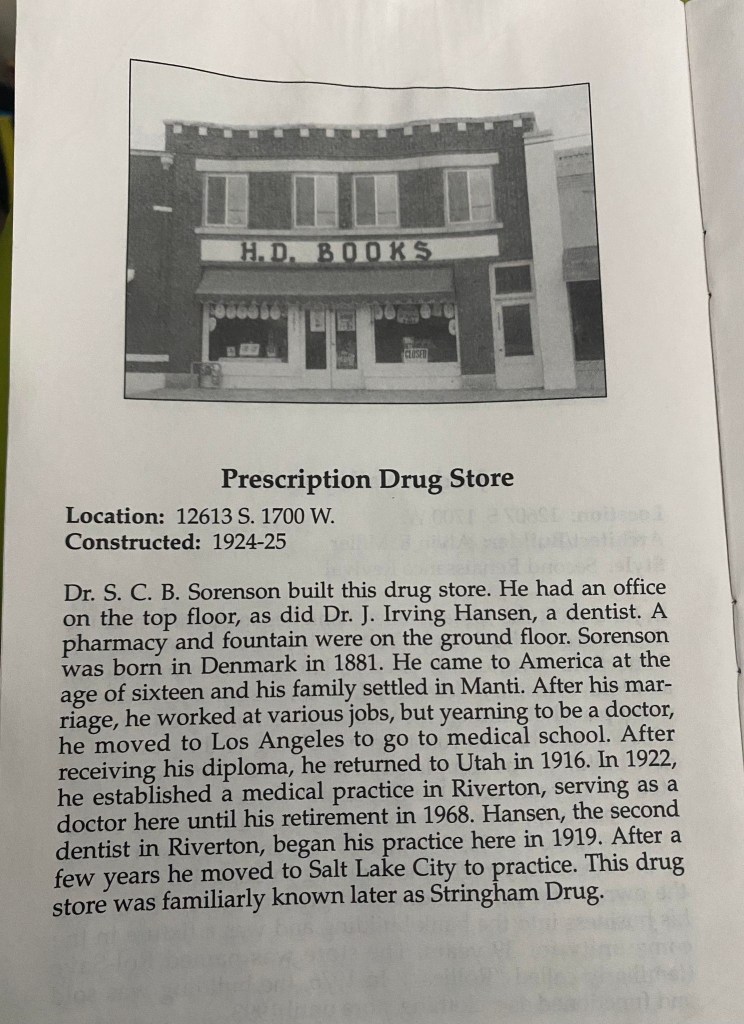 H.D. BOOKS
CLOSED
Prescription Drug Store
Location: 12613 S. 1700 W.
Constructed: 1924-25
Dr. S. C. B. Sorenson built this drug store. He had an office
on the top floor, as did Dr. J. Irving Hansen, a dentist. A
pharmacy and fountain were on the ground floor. Sorenson
was born in Denmark in 1881. He came to America at the
age of sixteen and his family settled in Manti. After his mar-
riage, he worked at various jobs, but yearning to be a doctor,
he moved to Los Angeles to go to medical school. After
receiving his diploma, he returned to Utah in 1916. In 1922,
he established a medical practice in Riverton, serving as a
doctor here until his retirement in 1968. Hansen, the second
dentist in Riverton, began his practice here in 1919. After a
few years he moved to Salt Lake City to practice. This drug
store was familiarly known later as Stringham Drug.